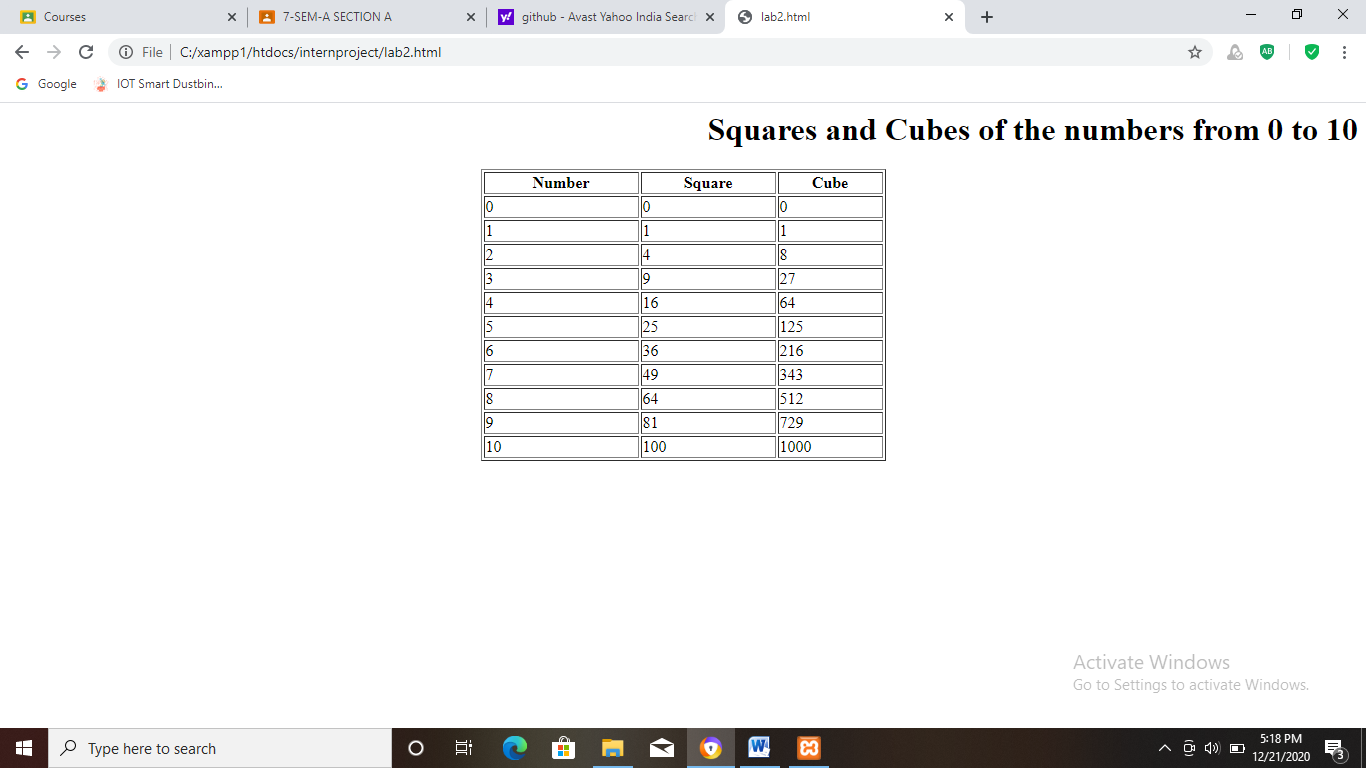 Courses
7-SEM-A SECTION A
github - Avast Yahoo India Searc
lab2.html
File C:/xampp1/htdocs/internproject/lab2.html
AB
Google IOT Smart Dustbin...
Squares and Cubes of the numbers from 0 to 10
Number Square Cube
0 0 0
1 1 1
2 4 8
3 9 27
4 16 64
5 25 125
6 36 216
7 49 343
8 64 512
9 81 729
10 100 1000
Activate Windows
Go to Settings to activate Windows.
Type here to search
5:18 PM
12/21/2020
3